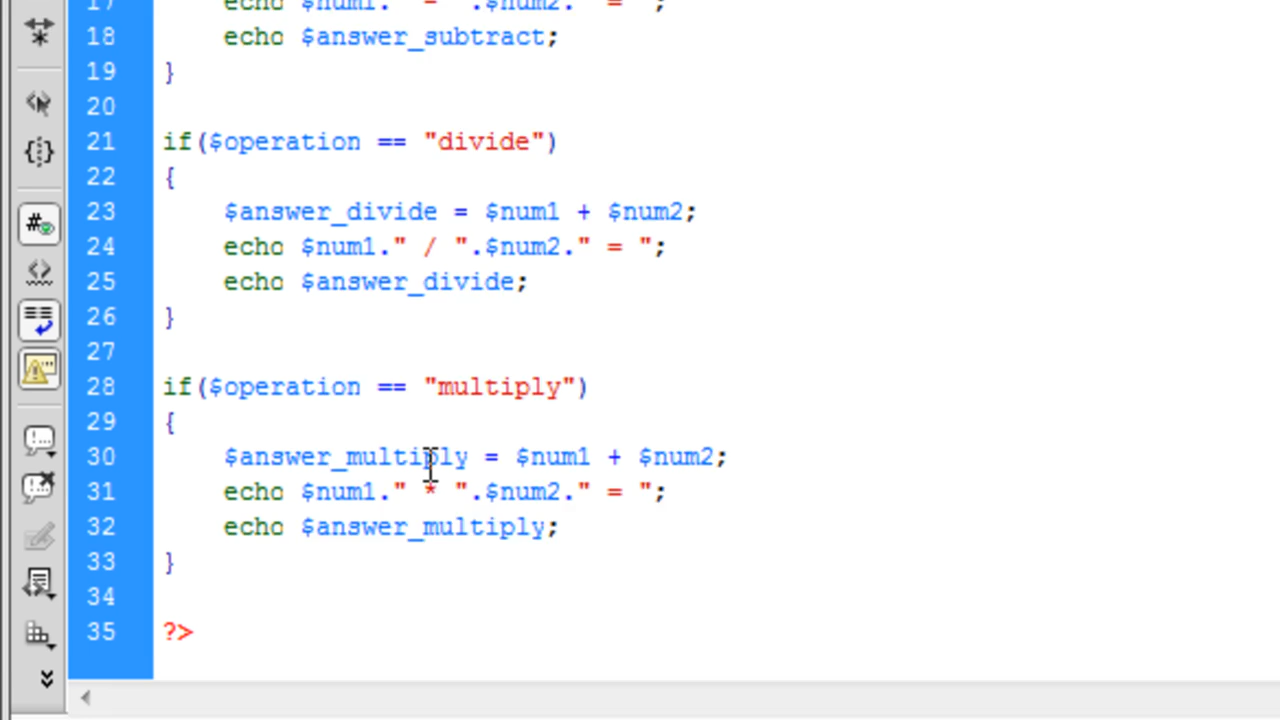 17 echo $num1." - ".$num2." = ";
18 echo $answer_subtract;
19 }
20
21 if($operation == "divide")
22 {
23 $answer_divide = $num1 + $num2;
24 echo $num1." / ".$num2." = ";
25 echo $answer_divide;
26 }
27
28 if($operation == "multiply")
29 {
30 $answer_multiply = $num1 + $num2;
31 echo $num1." * ".$num2." = ";
32 echo $answer_multiply;
33 }
34
35 ?>